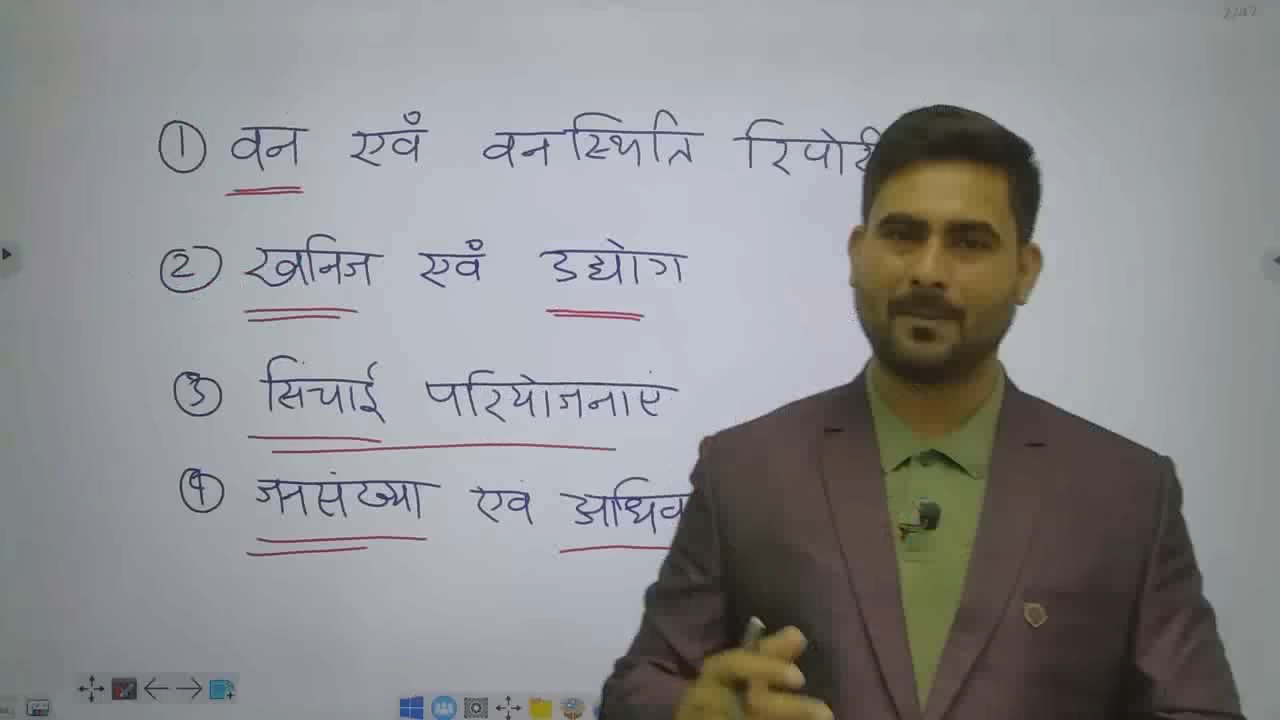 ① वन एवं वनस्थिति रिपोर्ट
② खनिज एवं उद्योग
③ सिंचाई परियोजनाएं
④ जनसंख्या एवं